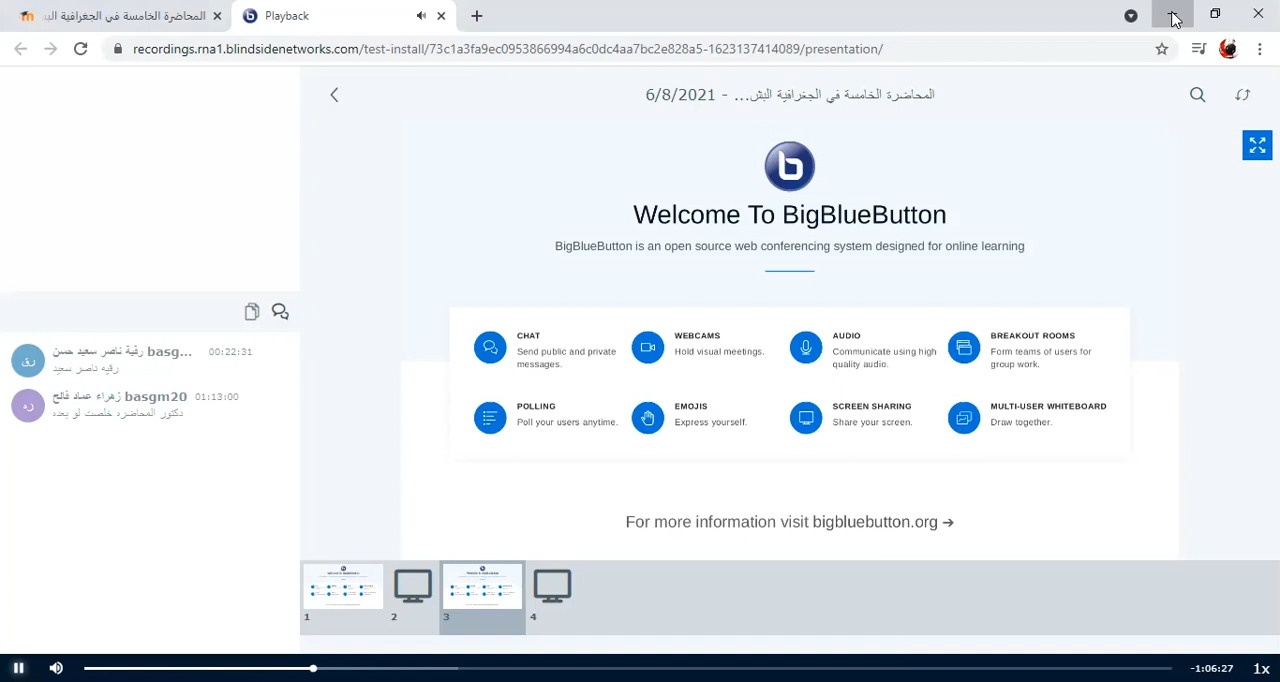 المحاضرة الخامسة في الجغرافية الب
Playback
recordings.rna1.blindsidenetworks.com/test-install/73c1a3fa9ec0953866994a6c0dc4aa7bc2e828a5-1623137414089/presentation/
المحاضرة الخامسة في الجغرافية البش... - 6/8/2021
Welcome To BigBlueButton
BigBlueButton is an open source web conferencing system designed for online learning
CHAT
Send public and private
messages.
WEBCAMS
Hold visual meetings.
AUDIO
Communicate using high
quality audio.
BREAKOUT ROOMS
Form teams of users for
group work.
POLLING
Poll your users anytime.
EMOJIS
Express yourself.
SCREEN SHARING
Share your screen.
MULTI-USER WHITEBOARD
Draw together.
For more information visit bigbluebutton.org ➔
رق
رقية ناصر سعيد حسن basg...
00:22:31
رقيه ناصر سعيد
زه
زهراء عماد فالح basgm20
01:13:00
دكتور المحاضره خلصت لو بعده
1
2
3
4
-1:06:27
1x